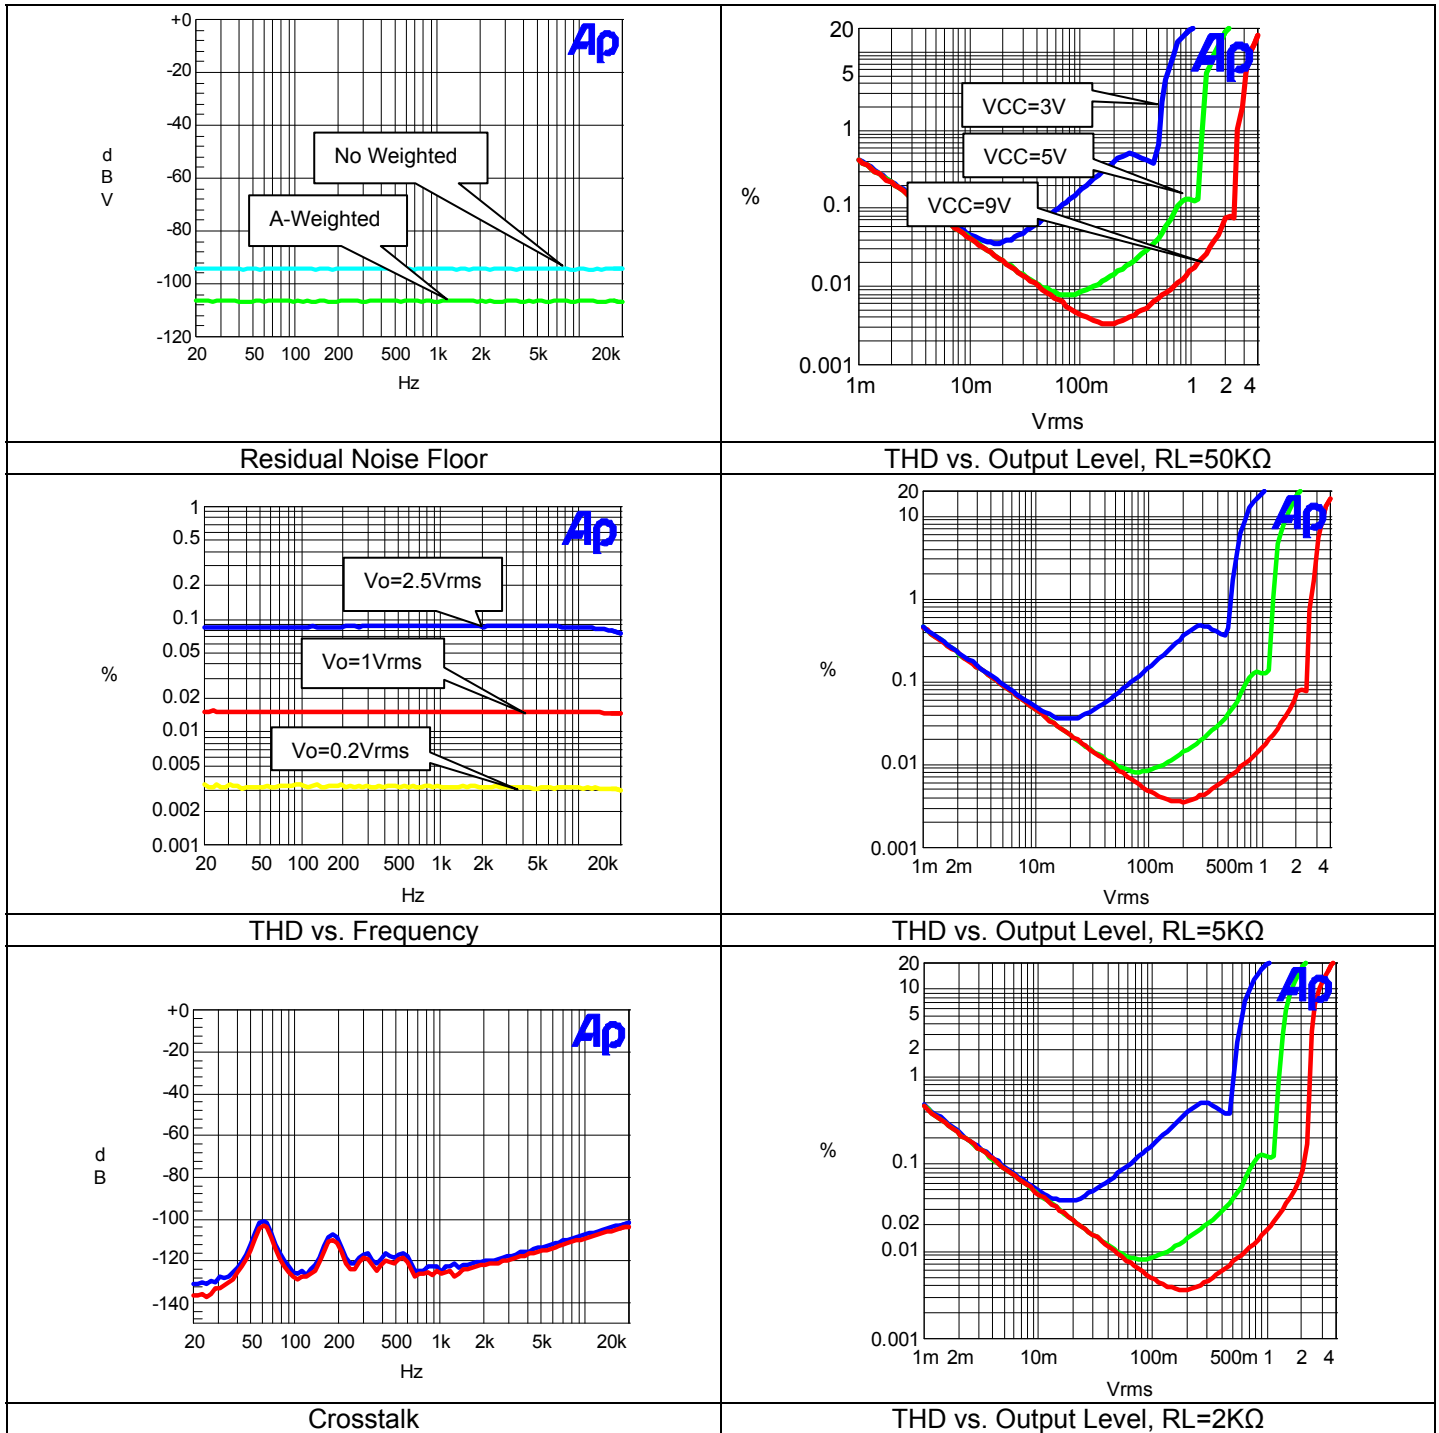 +0
-20
-40
-60
-80
-100
-120
d
B
V
No Weighted
A-Weighted
20 50 100 200 500 1k 2k 5k 20k
Hz
Ap
Residual Noise Floor
20
5
1
0.1
0.01
0.001
%
VCC=3V
VCC=5V
VCC=9V
1m 10m 100m 1 2 4
Vrms
Ap
THD vs. Output Level, RL=50KΩ
1
0.5
0.2
0.1
0.05
0.02
0.01
0.005
0.002
0.001
%
Vo=2.5Vrms
Vo=1Vrms
Vo=0.2Vrms
20 50 100 200 500 1k 2k 5k 20k
Hz
Ap
THD vs. Frequency
20
10
1
0.1
0.01
0.001
%
1m 2m 10m 100m 500m 1 2 4
Vrms
Ap
THD vs. Output Level, RL=5KΩ
+0
-20
-40
-60
-80
-100
-120
-140
d
B
20 50 100 200 500 1k 2k 5k 20k
Hz
Ap
Crosstalk
20
10
5
2
1
0.1
0.02
0.01
0.001
%
1m 2m 10m 100m 500m 1 2 4
Vrms
Ap
THD vs. Output Level, RL=2KΩ